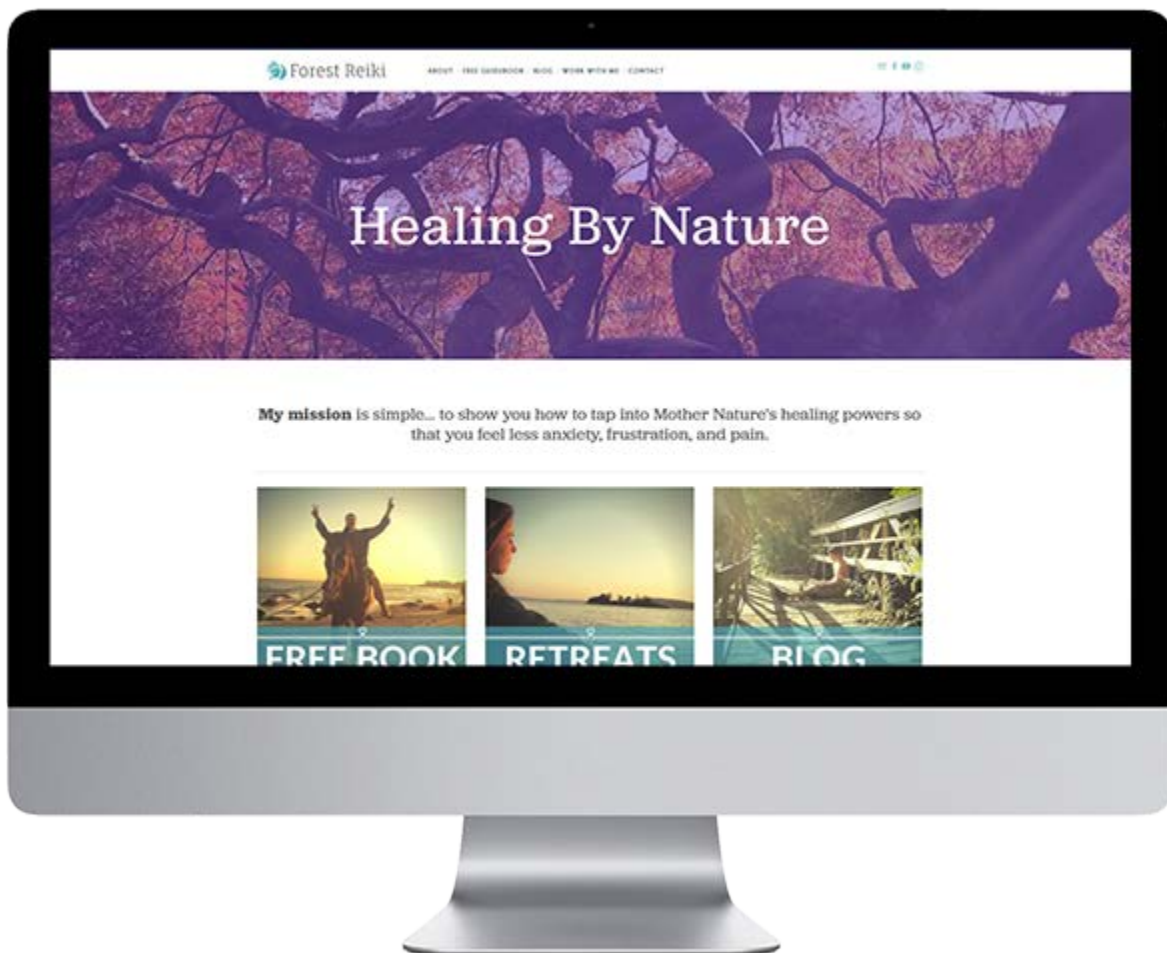 Forest Reiki
ABOUT FREE GUIDEBOOK BLOG WORK WITH ME CONTACT
Healing By Nature
My mission is simple... to show you how to tap into Mother Nature's healing powers so
that you feel less anxiety, frustration, and pain.
FREE BOOK RETREATS BLOG